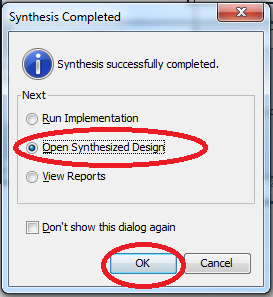 Synthesis Completed
Synthesis successfully completed.
Next
Run Implementation
Open Synthesized Design
View Reports
Don't show this dialog again
OK
Cancel